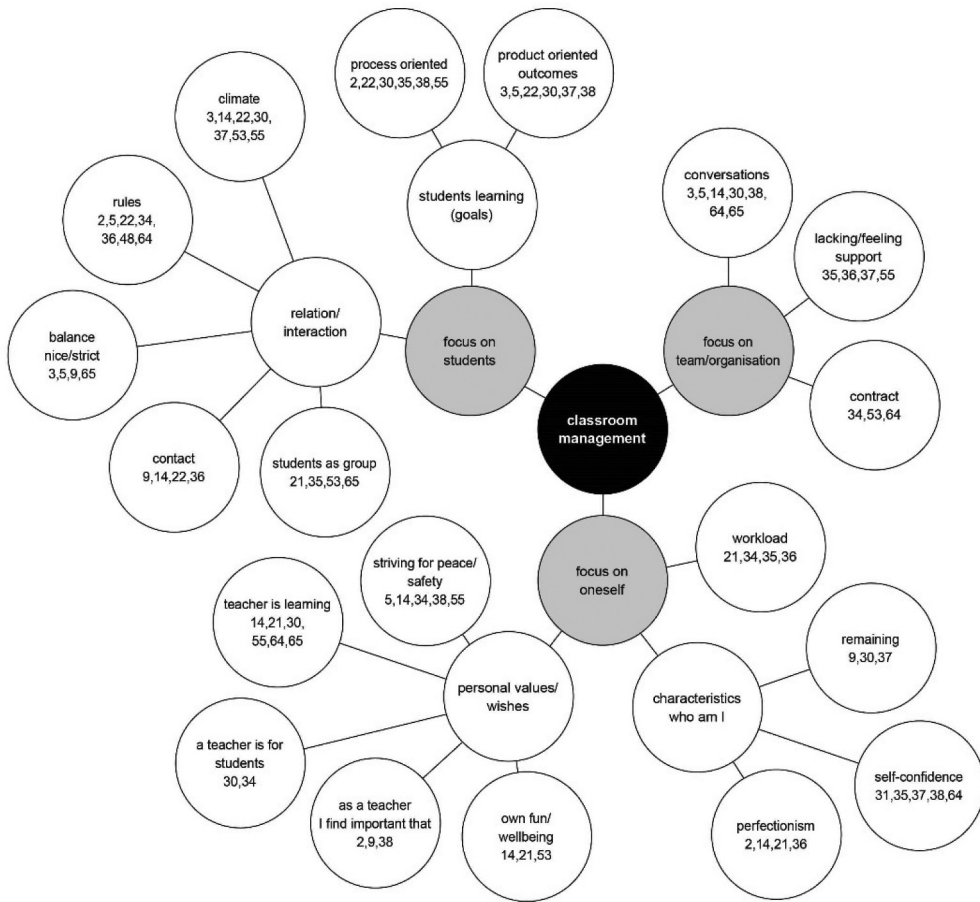 process oriented
2,22,30,35,38,55
product oriented
outcomes
3,5,22,30,37,38
climate
3,14,22,30,
37,53,55
students learning
(goals)
conversations
3,5,14,30,38,
64,65
rules
2,5,22,34,
36,48,64
lacking/feeling
support
35,36,37,55
relation/
interaction
balance
nice/strict
3,5,9,65
focus on
students
focus on
team/organisation
contract
34,53,64
classroom
management
contact
9,14,22,36
students as group
21,35,53,65
workload
21,34,35,36
striving for peace/
safety
5,14,34,38,55
focus on
oneself
teacher is learning
14,21,30,
55,64,65
remaining
9,30,37
personal values/
wishes
characteristics
who am I
a teacher is for
students
30,34
self-confidence
31,35,37,38,64
as a teacher
I find important that
2,9,38
own fun/
wellbeing
14,21,53
perfectionism
2,14,21,36